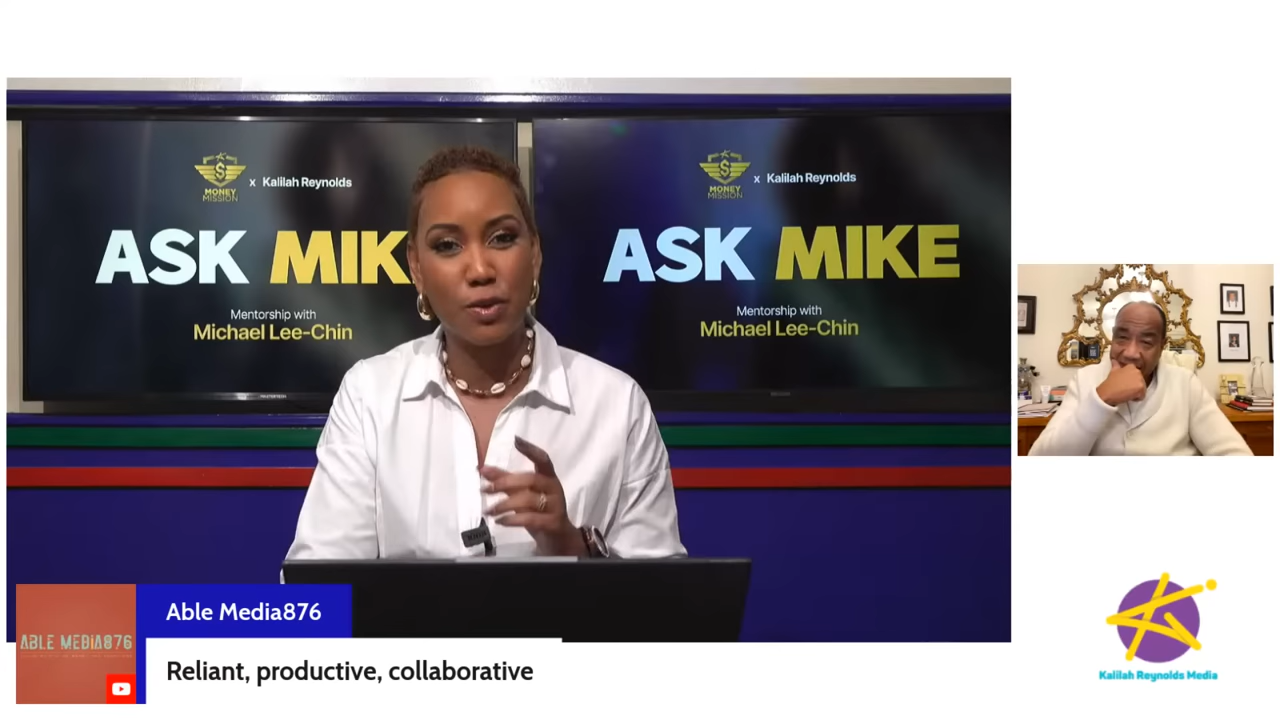 MONEY
MISSION
x Kalilah Reynolds
ASK MIK
Mentorship with
Michael Lee-Chin
MONEY
MISSION
x Kalilah Reynolds
ASK MIKE
Mentorship with
Michael Lee-Chin
ABLE MEDiA876
Able Media876
Reliant, productive, collaborative
Kalilah Reynolds Media